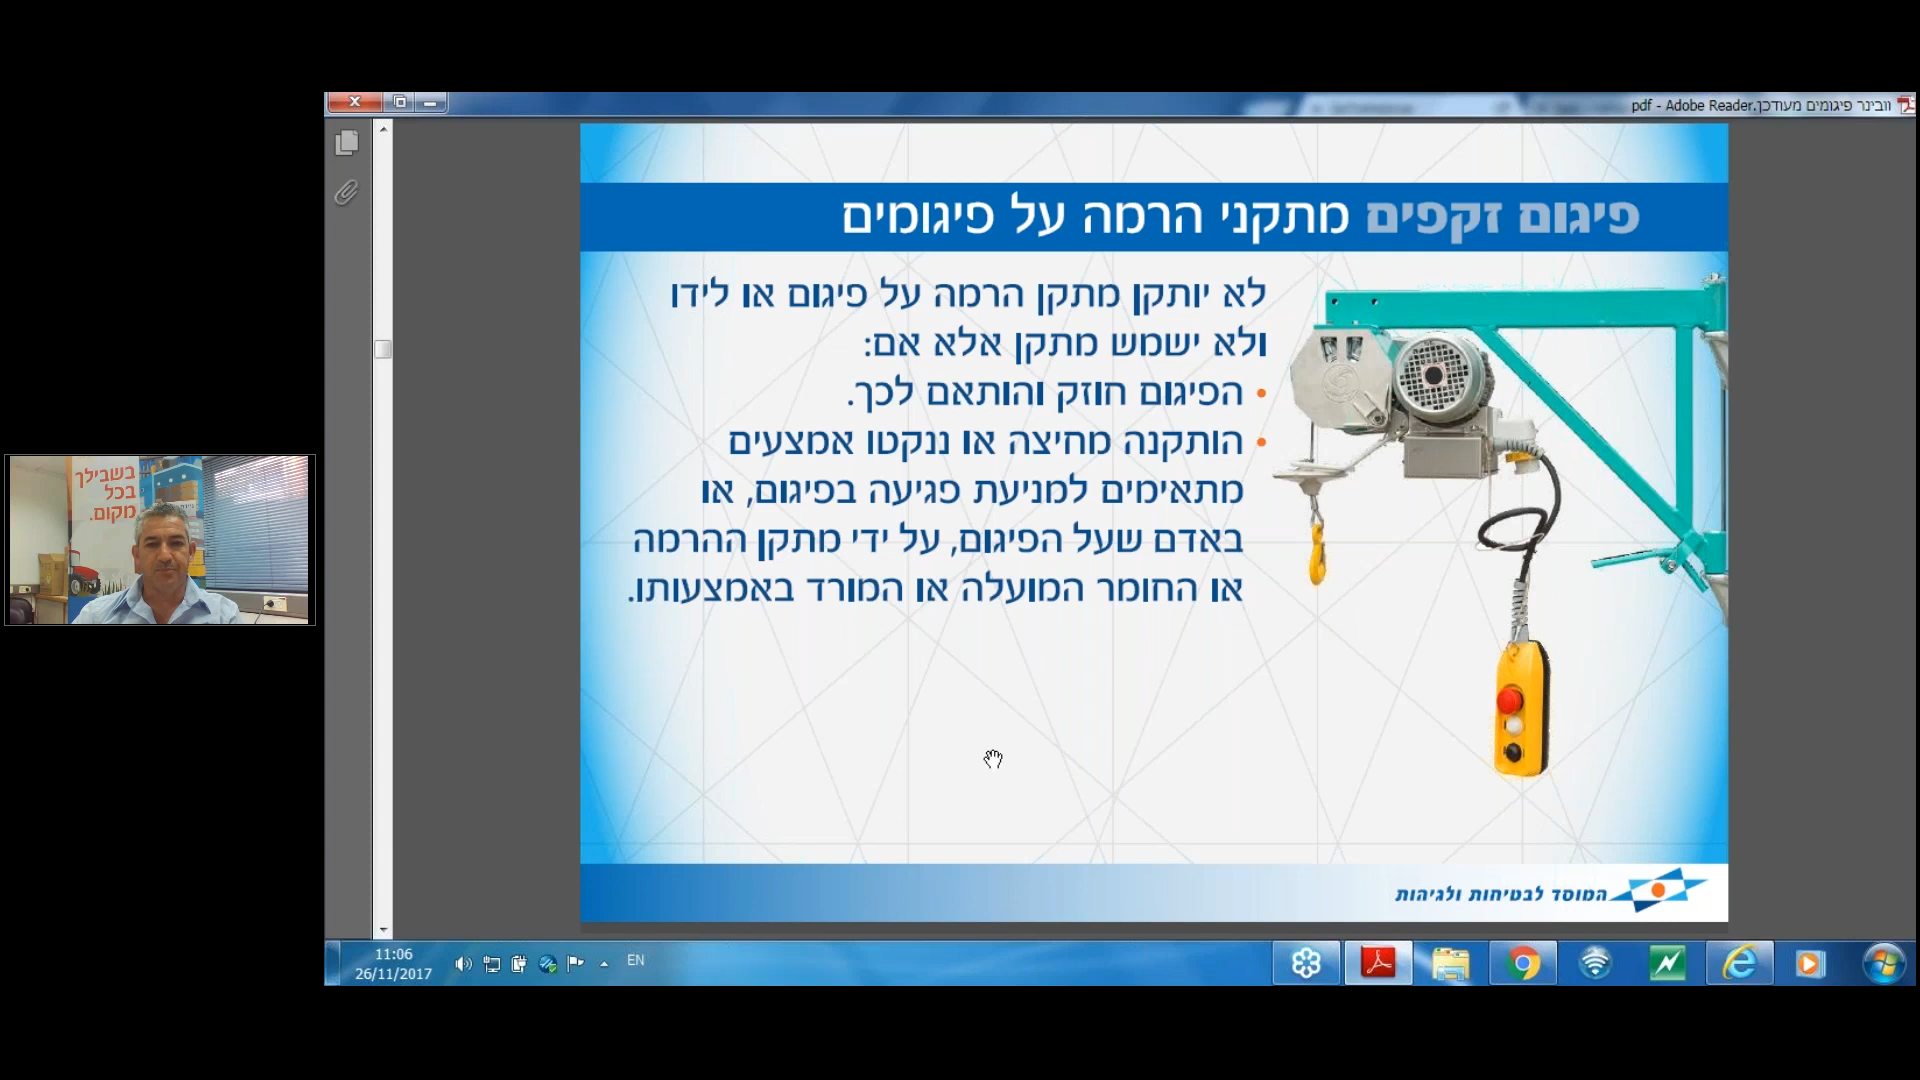 וובינר פיגומים מעודכן.pdf - Adobe Reader
פיגום זקפים מתקני הרמה על פיגומים
לא יותקן מתקן הרמה על פיגום או לידו
ולא ישמש מתקן אלא אם:
• הפיגום חוזק והותאם לכך.
• הותקנה מחיצה או ננקטו אמצעים
מתאימים למניעת פגיעה בפיגום, או
באדם שעל הפיגום, על ידי מתקן ההרמה
או החומר המועלה או המורד באמצעותו.
בשבילך
בכל
מקום.
המוסד לבטיחות ולגיהות
EN
11:06
26/11/2017